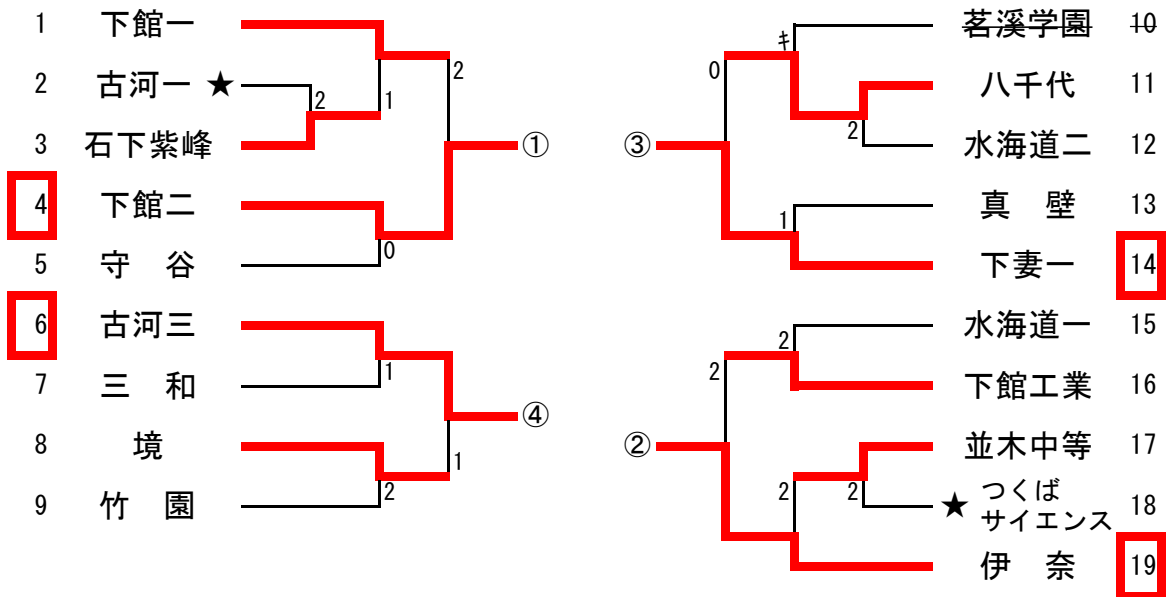 1 下館一
2 古河一 ★
3 石下紫峰
4 下館二
5 守　谷
6 古河三
7 三　和
8 境
9 竹　園
2
1
2
0
①
1
2
1
④
茗溪学園 10
八千代 11
水海道二 12
真　壁 13
下妻一 14
水海道一 15
下館工業 16
並木中等 17
★ つくば
サイエンス 18
伊　奈 19
キ
0
2
③
1
2
2
②
2
2